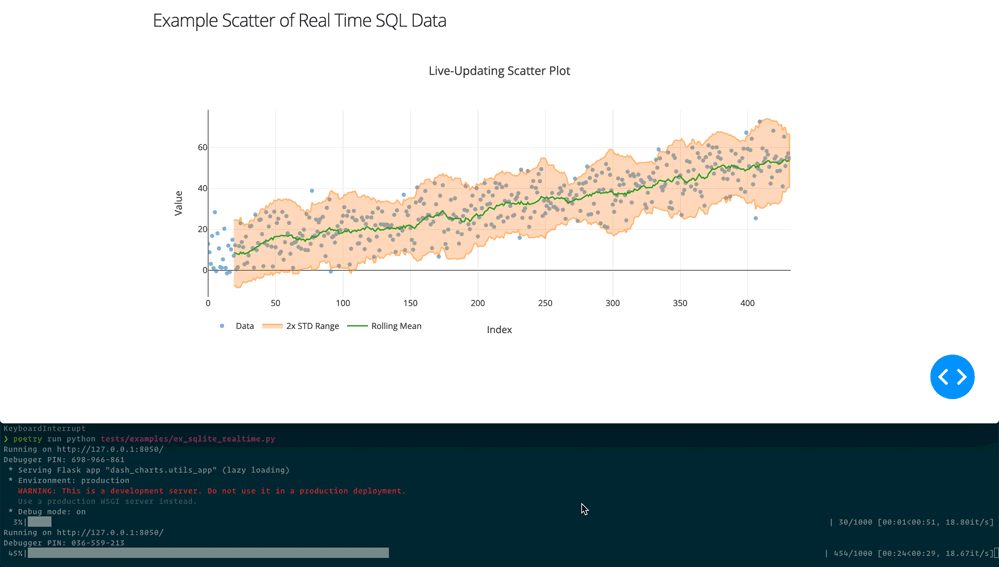 Example Scatter of Real Time SQL Data
Live-Updating Scatter Plot
60
40
20
0
Value
0 50 100 150 200 250 300 350 400
Data 2x STD Range Rolling Mean
Index
KeyboardInterrupt
❯ poetry run python tests/examples/ex_sqlite_realtime.py
Running on http://127.0.0.1:8050/
Debugger PIN: 698-966-861
* Serving Flask app "dash_charts.utils_app" (lazy loading)
* Environment: production
WARNING: This is a development server. Do not use it in a production deployment.
Use a production WSGI server instead.
* Debug mode: on
3%| | 30/1000 [00:01<00:51, 18.80it/s]
Running on http://127.0.0.1:8050/
Debugger PIN: 036-559-213
45%| | 454/1000 [00:24<00:29, 18.67it/s]